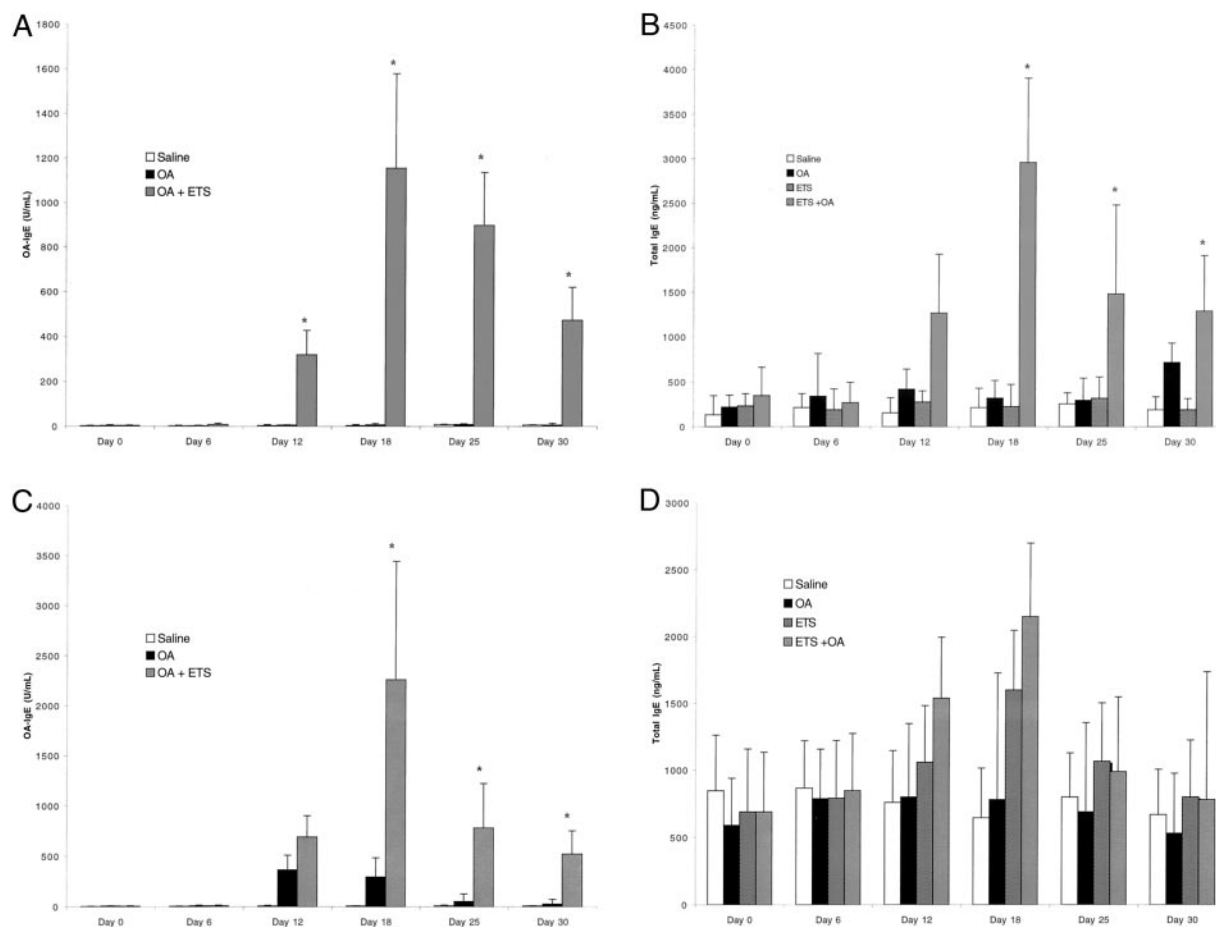 A
1800
1600
1400
1200
1000
800
600
400
200
0
OA-IgE (U/mL)
Saline
OA
OA + ETS
*
*
*
*
Day 0 Day 6 Day 12 Day 18 Day 25 Day 30
B
4500
4000
3500
3000
2500
2000
1500
1000
500
0
Total IgE (ng/mL)
Saline
OA
ETS
ETS +OA
*
*
*
Day 0 Day 6 Day 12 Day 18 Day 25 Day 30
C
4000
3500
3000
2500
2000
1500
1000
500
0
OA-IgE (U/mL)
Saline
OA
OA + ETS
*
*
*
Day 0 Day 6 Day 12 Day 18 Day 25 Day 30
D
3000
2500
2000
1500
1000
500
0
Total IgE (ng/mL)
Saline
OA
ETS
ETS +OA
Day 0 Day 6 Day 12 Day 18 Day 25 Day 30